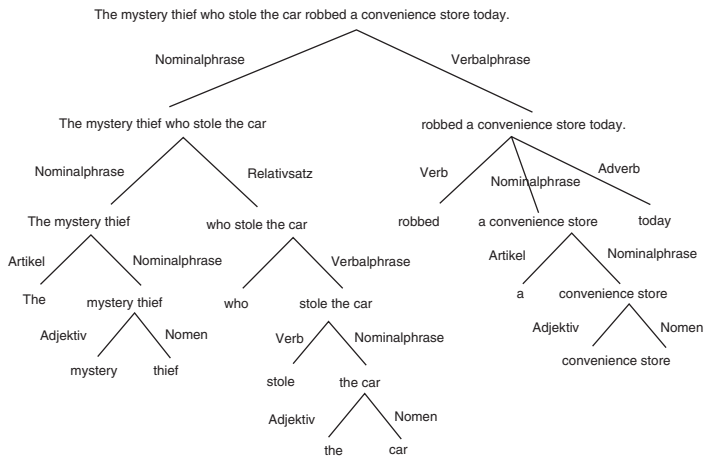 The mystery thief who stole the car robbed a convenience store today.
Nominalphrase Verbalphrase
The mystery thief who stole the car robbed a convenience store today.
Nominalphrase Relativsatz Verb Nominalphrase Adverb
The mystery thief who stole the car robbed a convenience store today
Artikel Nominalphrase Verbalphrase Artikel Nominalphrase
The mystery thief who stole the car a convenience store
Adjektiv Nomen Verb Nominalphrase Adjektiv Nomen
mystery thief stole the car convenience store
Adjektiv Nomen
the car